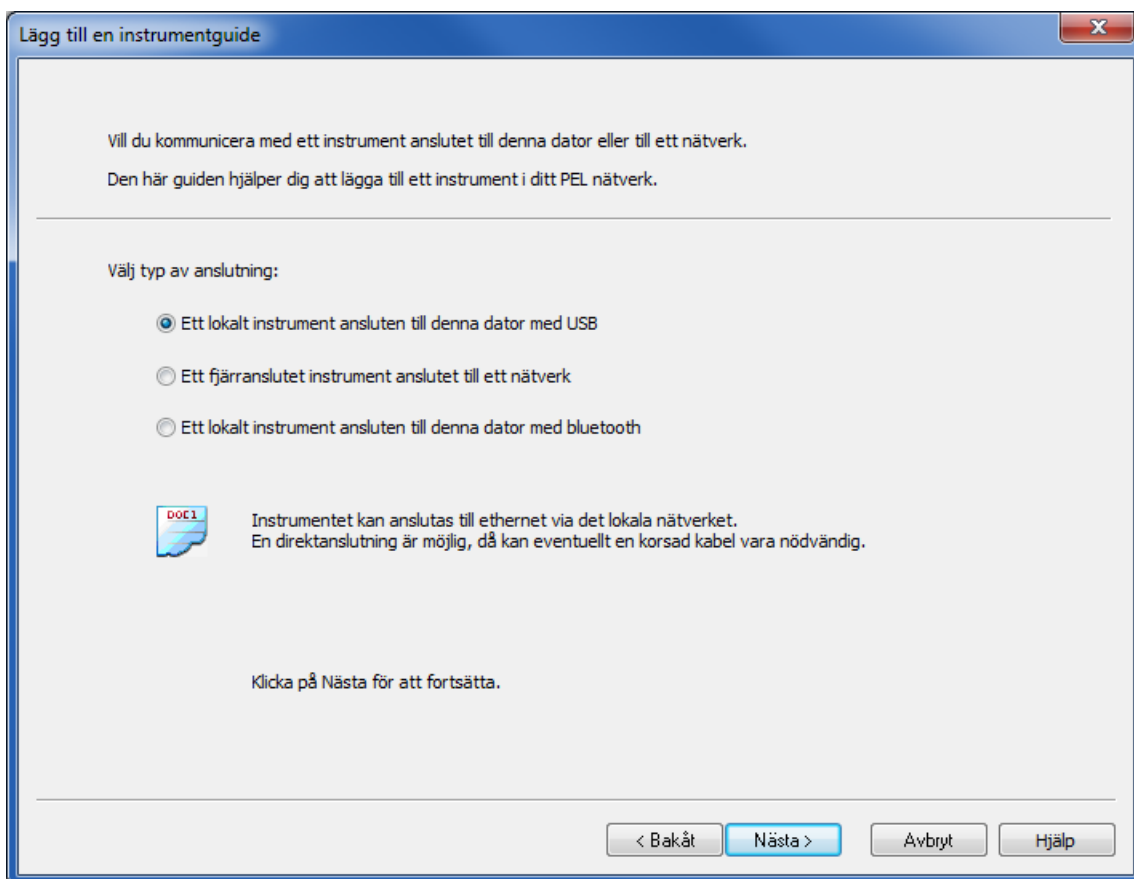 Lägg till en instrumentguide
Vill du kommunicera med ett instrument anslutet till denna dator eller till ett nätverk.
Den här guiden hjälper dig att lägga till ett instrument i ditt PEL nätverk.
Välj typ av anslutning:
Ett lokalt instrument ansluten till denna dator med USB
Ett fjärranslutet instrument anslutet till ett nätverk
Ett lokalt instrument ansluten till denna dator med bluetooth
DOE1
Instrumentet kan anslutas till ethernet via det lokala nätverket.
En direktanslutning är möjlig, då kan eventuellt en korsad kabel vara nödvändig.
Klicka på Nästa för att fortsätta.
< Bakåt Nästa > Avbryt Hjälp